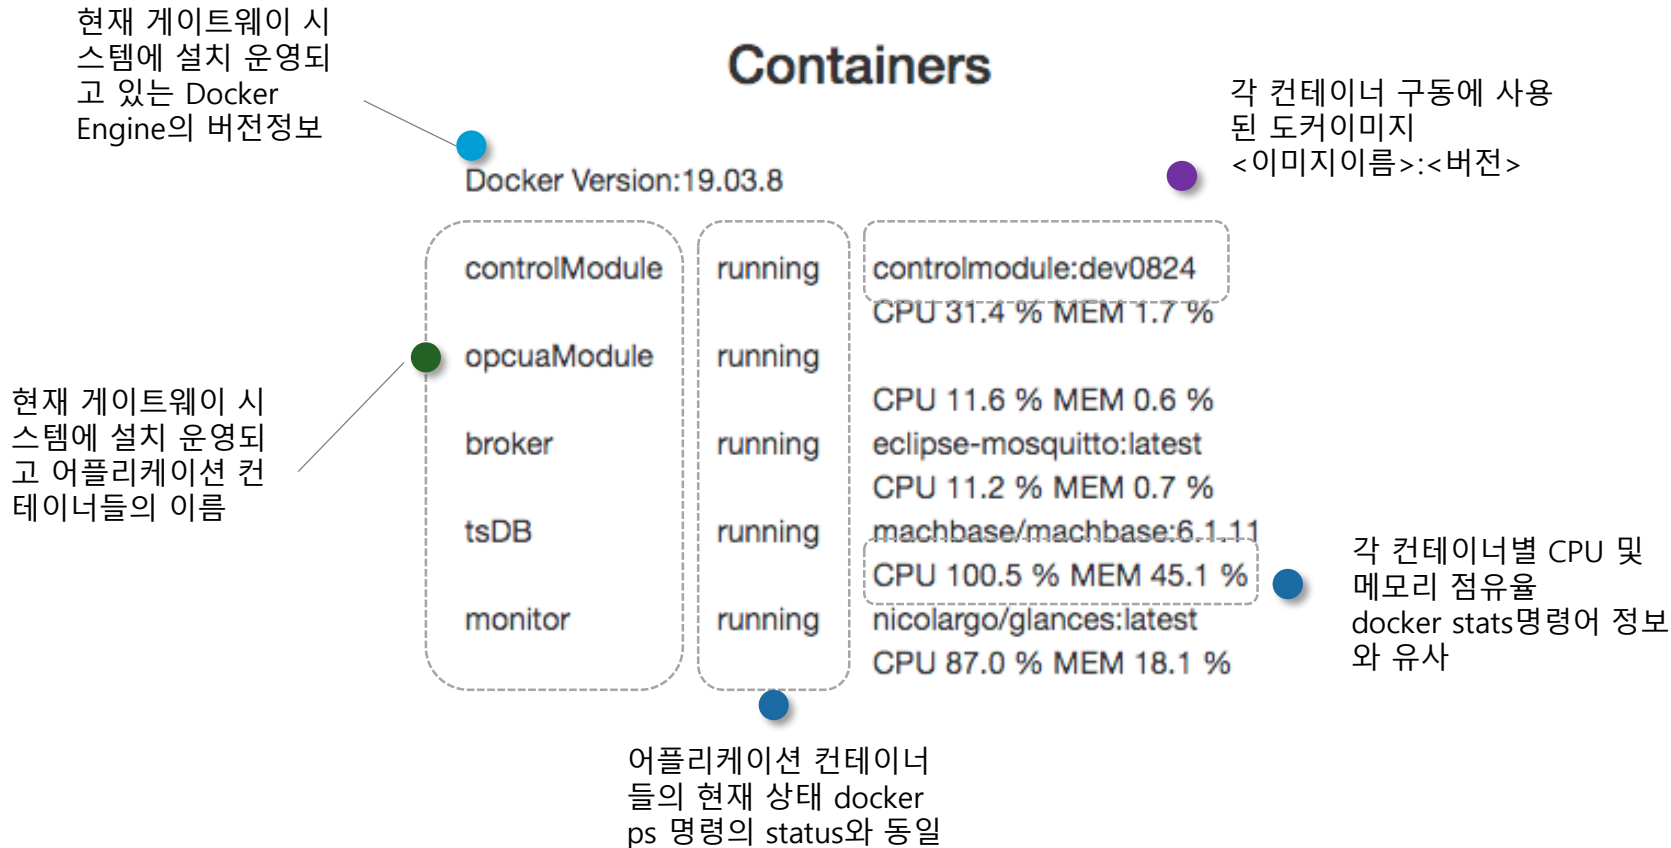 현재 게이트웨이 시
스템에 설치 운영되
고 있는 Docker
Engine의 버전정보
Containers
각 컨테이너 구동에 사용
된 도커이미지
<이미지이름>:<버전>
Docker Version:19.03.8
controlModule running controlmodule:dev0824
CPU 31.4 % MEM 1.7 %
opcuaModule running
CPU 11.6 % MEM 0.6 %
broker running eclipse-mosquitto:latest
CPU 11.2 % MEM 0.7 %
tsDB running machbase/machbase:6.1.11
CPU 100.5 % MEM 45.1 %
monitor running nicolargo/glances:latest
CPU 87.0 % MEM 18.1 %
현재 게이트웨이 시
스템에 설치 운영되
고 어플리케이션 컨
테이너들의 이름
각 컨테이너별 CPU 및
메모리 점유율
docker stats명령어 정보
와 유사
어플리케이션 컨테이너
들의 현재 상태 docker
ps 명령의 status와 동일